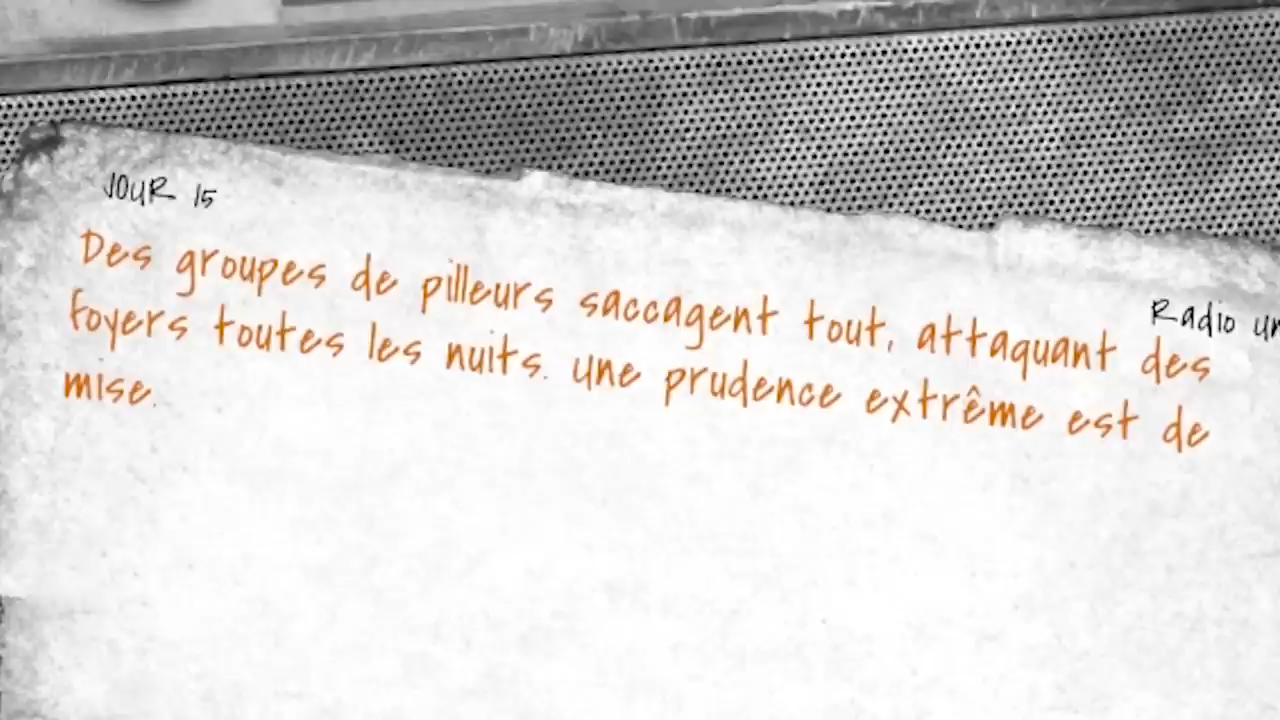 JOUR 15
Des groupes de pilleurs saccagent tout, attaquant des
foyers toutes les nuits. une prudence extrême est de
mise.
Radio